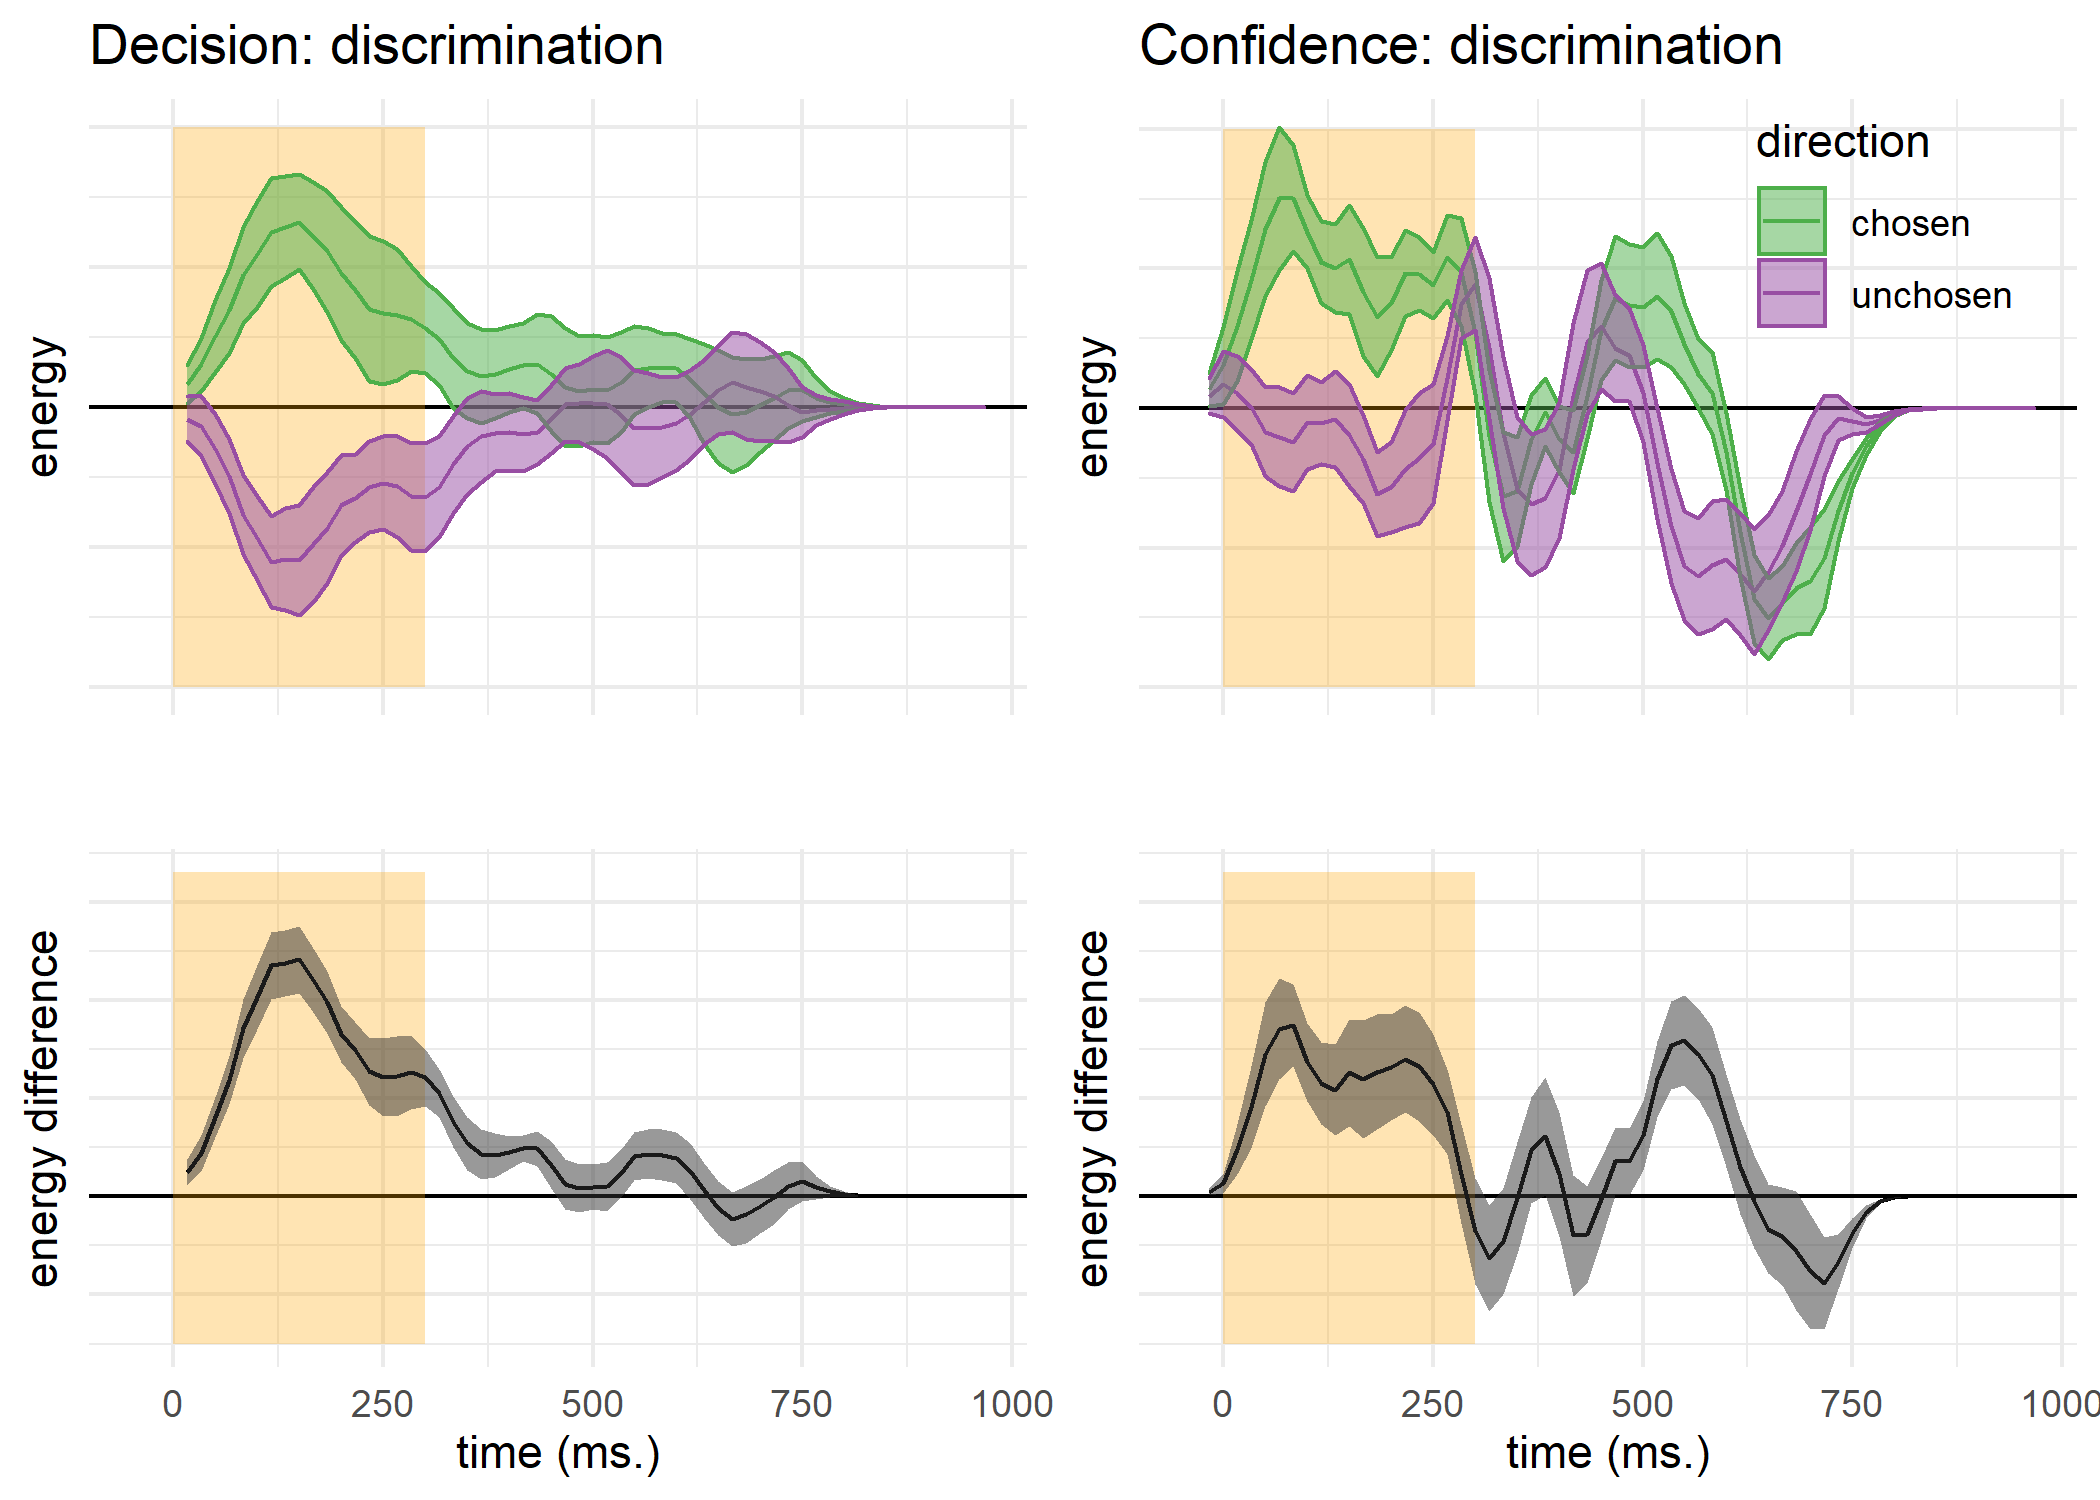 Decision: discrimination
Confidence: discrimination
energy
energy
direction
chosen
unchosen
energy difference
energy difference
0 250 500 750 1000
0 250 500 750 1000
time (ms.)
time (ms.)